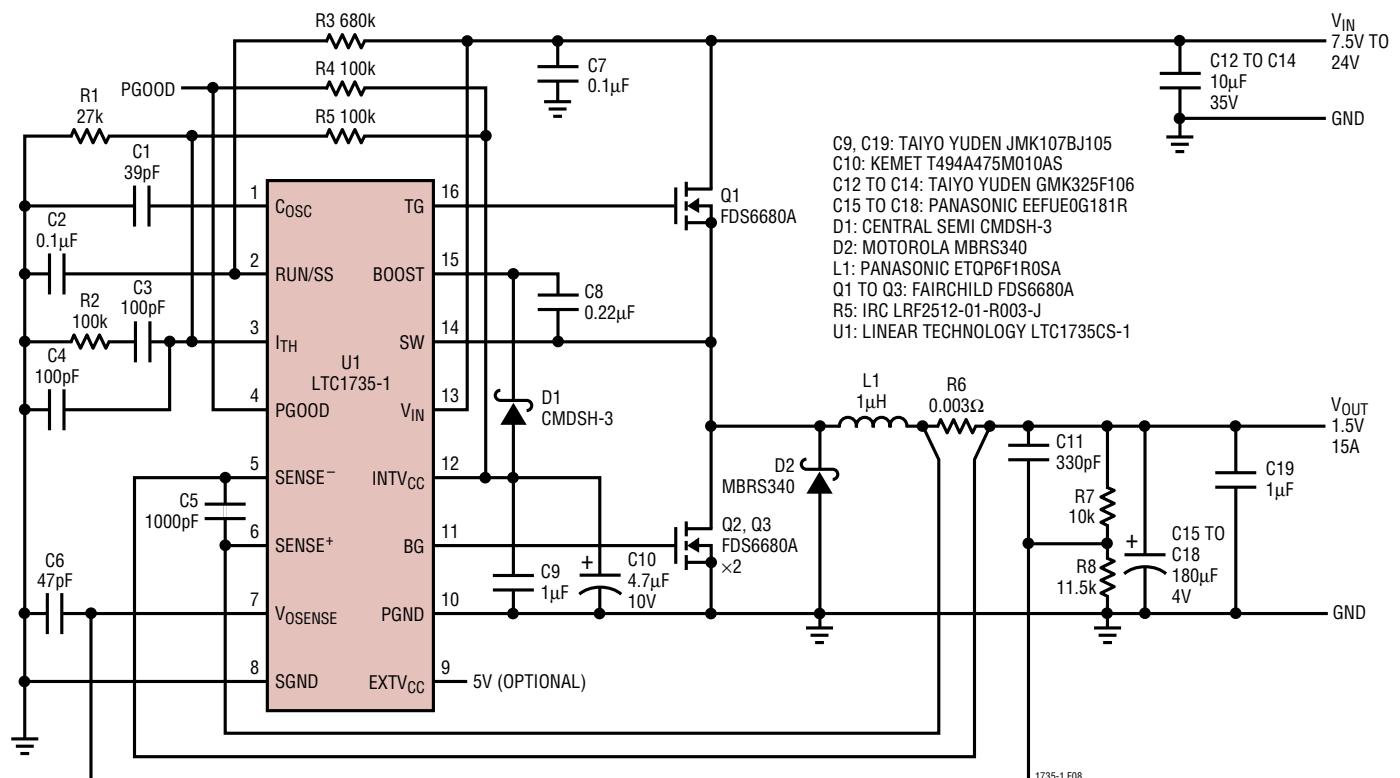 R3 680k
V_IN
7.5V TO
24V
R4 100k
PGOOD
C7
0.1µF
C12 TO C14
10µF
35V
R1
27k
R5 100k
GND
C1
39pF
C9, C19: TAIYO YUDEN JMK107BJ105
C10: KEMET T494A475M010AS
C12 TO C14: TAIYO YUDEN GMK325F106
C15 TO C18: PANASONIC EEFUE0G181R
D1: CENTRAL SEMI CMDSH-3
D2: MOTOROLA MBRS340
L1: PANASONIC ETQP6F1R0SA
Q1 TO Q3: FAIRCHILD FDS6680A
R5: IRC LRF2512-01-R003-J
U1: LINEAR TECHNOLOGY LTC1735CS-1
1
C_OSC
TG
16
Q1
FDS6680A
C2
0.1µF
2
RUN/SS
BOOST
15
C3
100pF
R2
100k
C8
0.22µF
3
I_TH
SW
14
C4
100pF
U1
LTC1735-1
4
PGOOD
V_IN
13
D1
CMDSH-3
L1
1µH
R6
0.003Ω
V_OUT
1.5V
15A
C11
330pF
5
SENSE⁻
INTV_CC
12
D2
MBRS340
C19
1µF
C5
1000pF
R7
10k
6
SENSE⁺
BG
11
Q2, Q3
FDS6680A
×2
+
C15 TO
C18
180µF
4V
C6
47pF
C9
1µF
+
C10
4.7µF
10V
R8
11.5k
7
V_OSENSE
PGND
10
GND
8
SGND
EXTV_CC
9
5V (OPTIONAL)
1735-1 F08